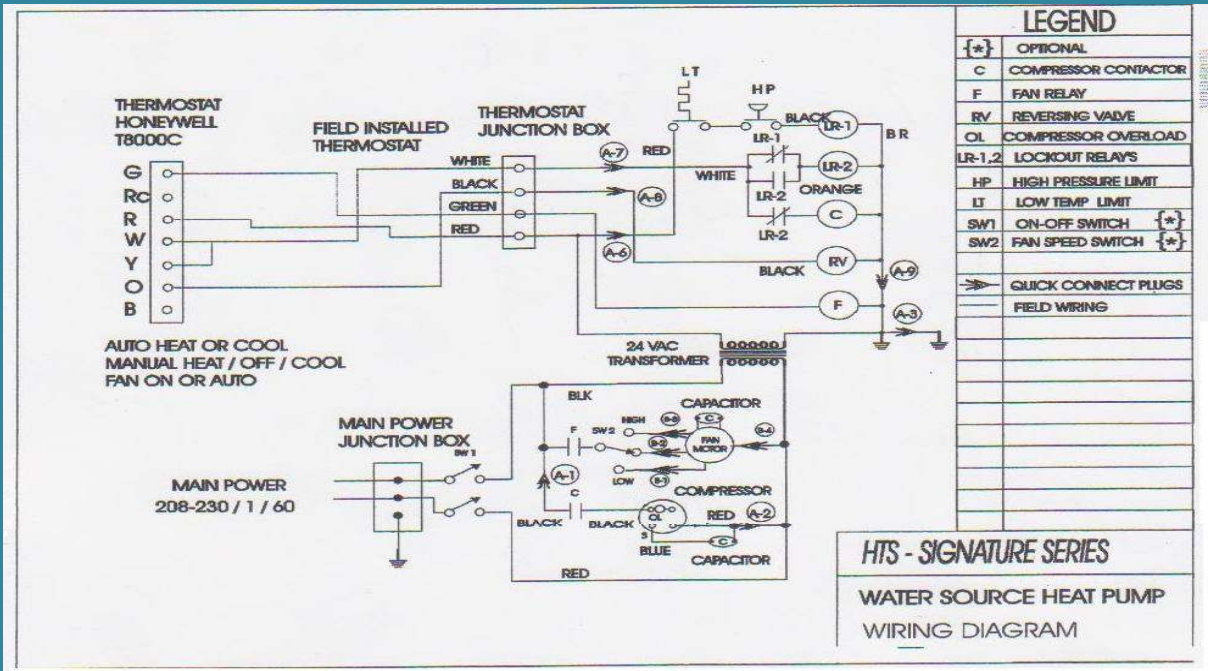 LEGEND
{*} OPTIONAL
C COMPRESSOR CONTACTOR
F FAN RELAY
RV REVERSING VALVE
OL COMPRESSOR OVERLOAD
LR-1,2 LOCKOUT RELAY'S
HP HIGH PRESSURE LIMIT
LT LOW TEMP LIMIT
SW1 ON-OFF SWITCH {*}
SW2 FAN SPEED SWITCH {*}
QUICK CONNECT PLUGS
FIELD WIRING
THERMOSTAT
HONEYWELL
T8000C
G
Rc
R
W
Y
O
B
FIELD INSTALLED
THERMOSTAT
THERMOSTAT
JUNCTION BOX
WHITE
BLACK
GREEN
RED
A-7
A-8
A-6
RED
LT
HP
BLACK
LR-1
BR
LR-1
WHITE
LR-2
LR-2
ORANGE
C
LR-2
BLACK
RV
A-9
F
A-3
AUTO HEAT OR COOL
MANUAL HEAT / OFF / COOL
FAN ON OR AUTO
24 VAC
TRANSFORMER
BLK
MAIN POWER
JUNCTION BOX
SW 1
MAIN POWER
208-230 / 1 / 60
F
SW 2
HIGH
LOW
CAPACITOR
C
FAN
MOTOR
B-2
B-4
A-1
C
BLACK
BLACK
COMPRESSOR
OL
RED
A-2
S
BLUE
C
CAPACITOR
RED
HTS - SIGNATURE SERIES
WATER SOURCE HEAT PUMP
WIRING DIAGRAM